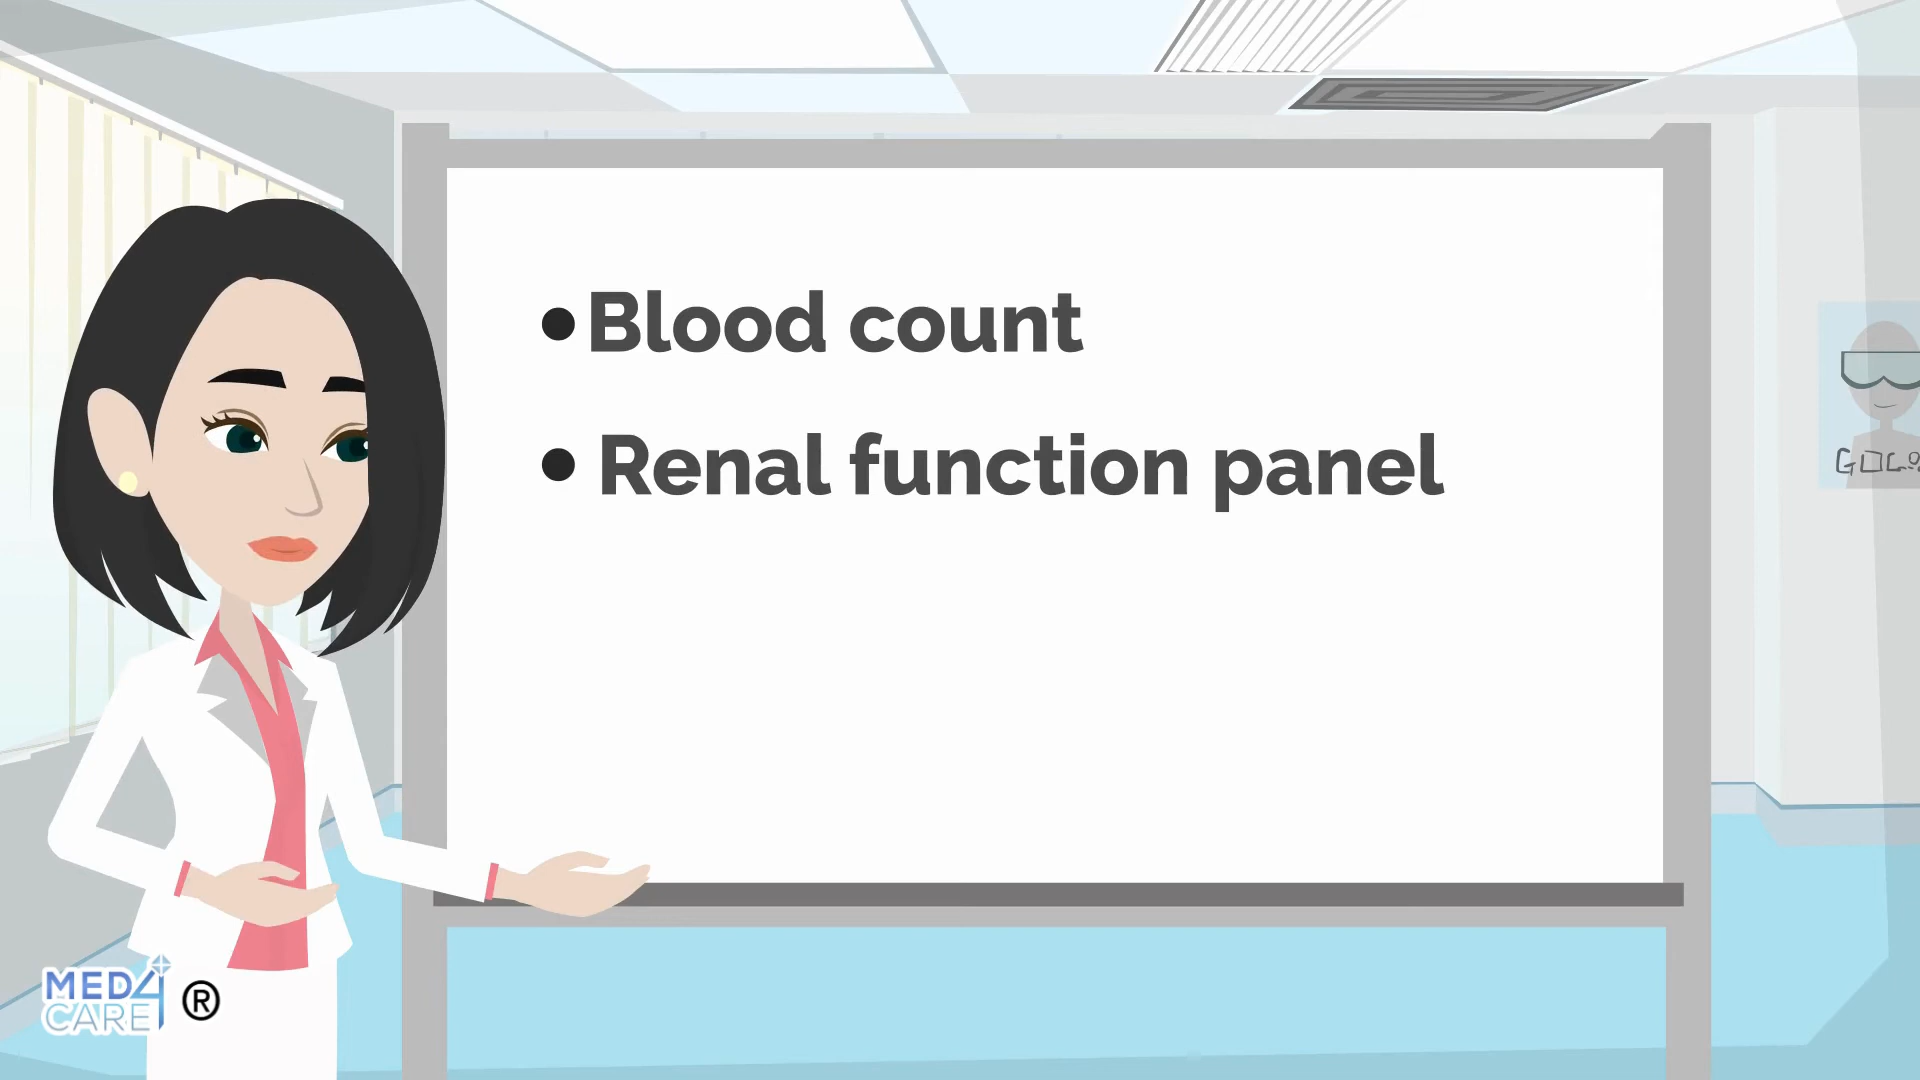 •Blood count
• Renal function panel
MED4
CARE ®